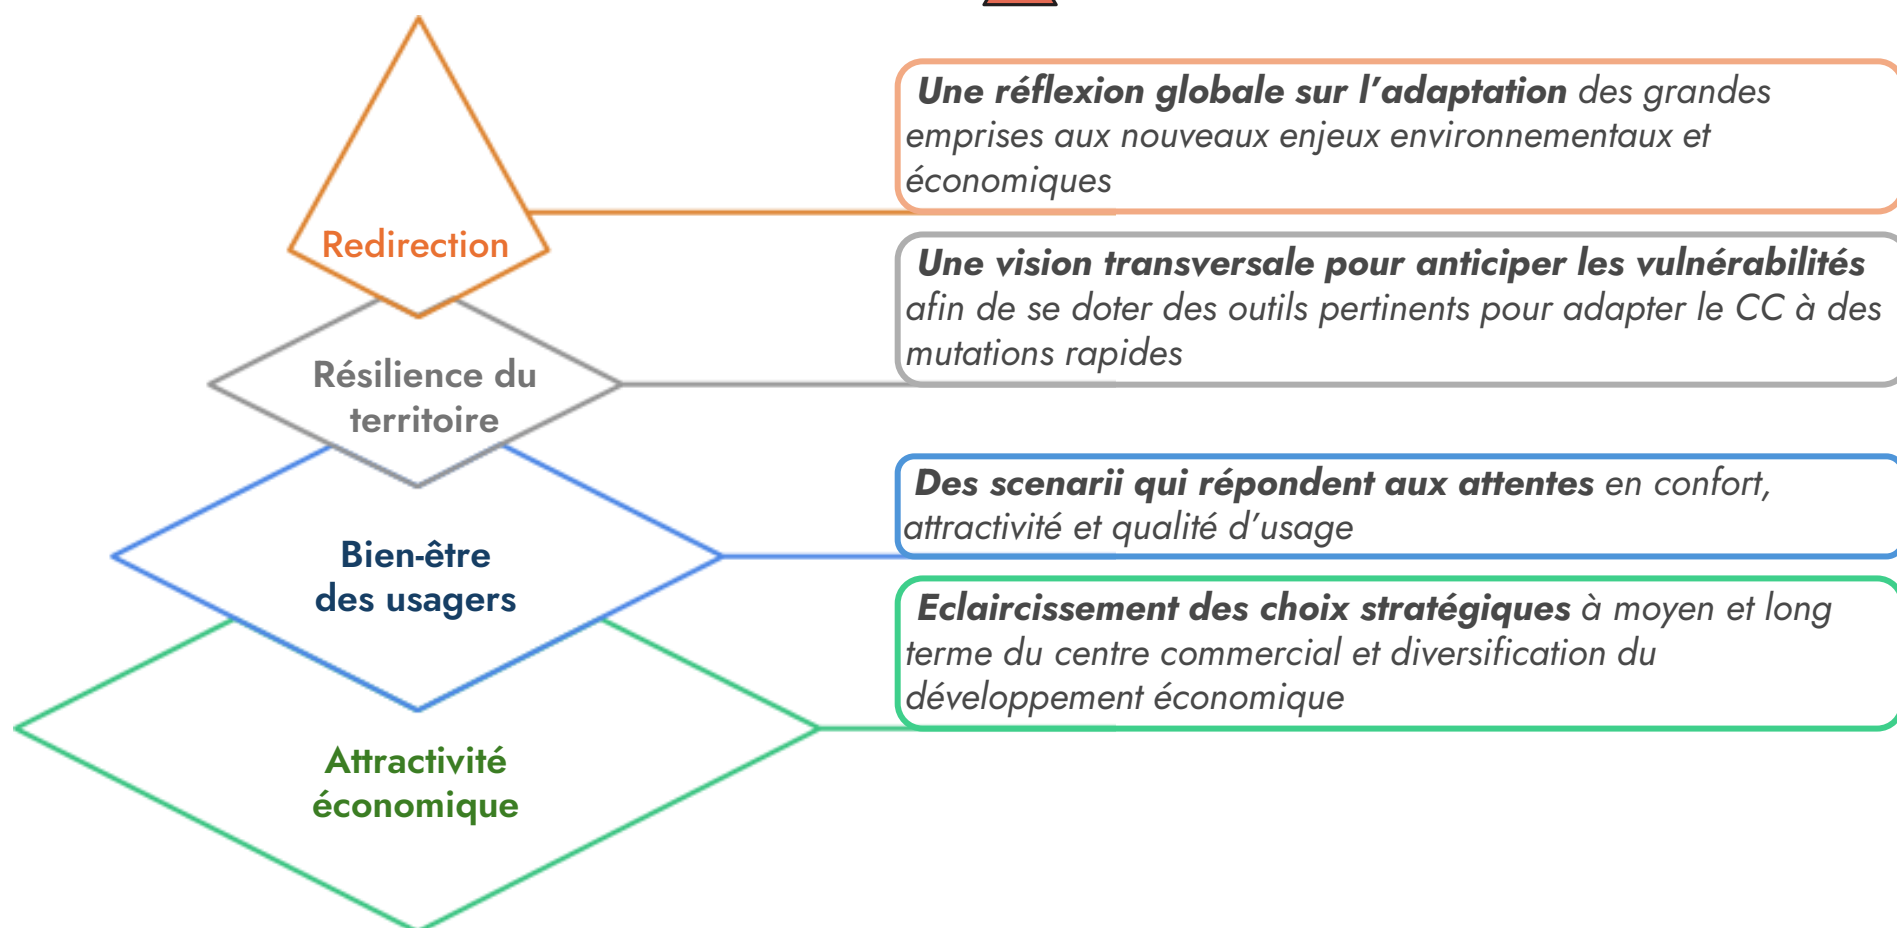 Une réflexion globale sur l’adaptation des grandes
emprises aux nouveaux enjeux environnementaux et
économiques
Redirection
Une vision transversale pour anticiper les vulnérabilités
afin de se doter des outils pertinents pour adapter le CC à des
mutations rapides
Résilience du
territoire
Des scenarii qui répondent aux attentes en confort,
attractivité et qualité d’usage
Bien-être
des usagers
Eclaircissement des choix stratégiques à moyen et long
terme du centre commercial et diversification du
développement économique
Attractivité
économique